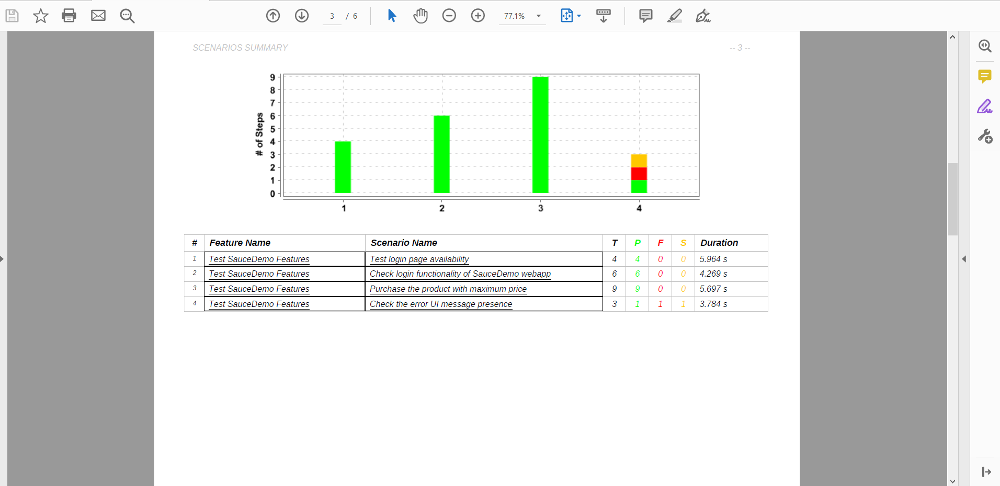 3 / 6 77.1%
SCENARIOS SUMMARY -- 3 --
# of Steps
9
8
7
6
5
4
3
2
1
0
1 2 3 4
# Feature Name Scenario Name T P F S Duration
1 Test SauceDemo Features Test login page availability 4 4 0 0 5.964 s
2 Test SauceDemo Features Check login functionality of SauceDemo webapp 6 6 0 0 4.269 s
3 Test SauceDemo Features Purchase the product with maximum price 9 9 0 0 5.697 s
4 Test SauceDemo Features Check the error UI message presence 3 1 1 1 3.784 s